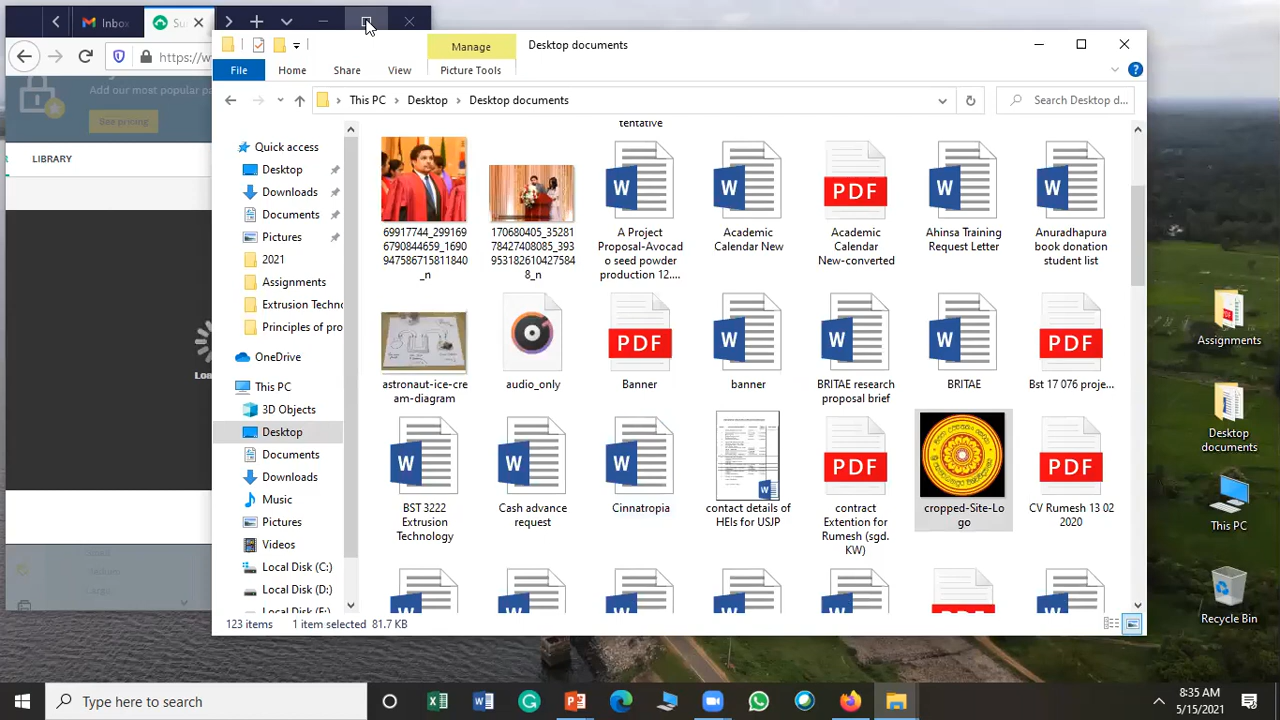 Inbox
Su
Manage
Desktop documents
https://w
File
Home
Share
View
Picture Tools
Add our most popular pa
See pricing
This PC
Desktop
Desktop documents
Search Desktop d...
LIBRARY
Quick access
Desktop
Downloads
Documents
Pictures
2021
Assignments
Extrusion Techno
Principles of pro
OneDrive
This PC
3D Objects
Desktop
Documents
Downloads
Music
Pictures
Videos
Local Disk (C:)
Local Disk (D:)
Local Disk (E:)
tentative
69917744_299169
6790844659_1690
947586715811840
_n
170680405_35281
78427408085_393
953182610427584
8_n
A Project
Proposal-Avocad
o seed powder
production 12....
Academic
Calendar New
PDF
Academic
Calendar
New-converted
Ahinsa Training
Request Letter
Anuradhapura
book donation
student list
astronaut-ice-cre
am-diagram
audio_only
PDF
Banner
banner
BRITAE research
proposal brief
BRITAE
PDF
Bst 17 076 proje...
BST 3222
Extrusion
Technology
Cash advance
request
Cinnatropia
contact details of
HEIs for USJP
PDF
contract
Extention for
Rumesh (sgd.
KW)
cropped-Site-Lo
go
PDF
CV Rumesh 13 02
2020
123 items
1 item selected 81.7 KB
Assignments
Desktop
documents
This PC
Recycle Bin
Type here to search
8:35 AM
5/15/2021